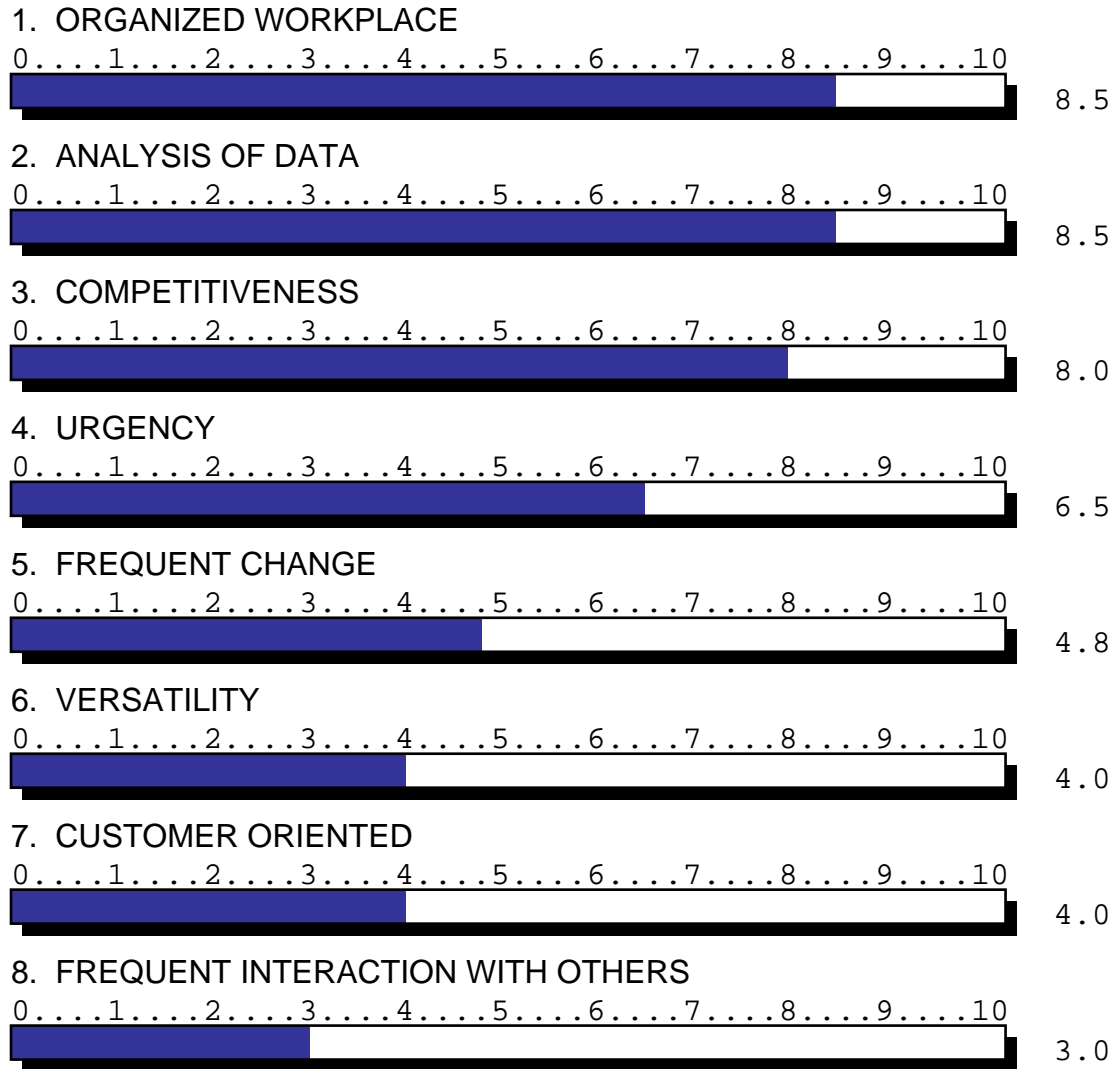 1. ORGANIZED WORKPLACE
0....1....2....3....4....5....6....7....8....9....10
8.5
2. ANALYSIS OF DATA
0....1....2....3....4....5....6....7....8....9....10
8.5
3. COMPETITIVENESS
0....1....2....3....4....5....6....7....8....9....10
8.0
4. URGENCY
0....1....2....3....4....5....6....7....8....9....10
6.5
5. FREQUENT CHANGE
0....1....2....3....4....5....6....7....8....9....10
4.8
6. VERSATILITY
0....1....2....3....4....5....6....7....8....9....10
4.0
7. CUSTOMER ORIENTED
0....1....2....3....4....5....6....7....8....9....10
4.0
8. FREQUENT INTERACTION WITH OTHERS
0....1....2....3....4....5....6....7....8....9....10
3.0